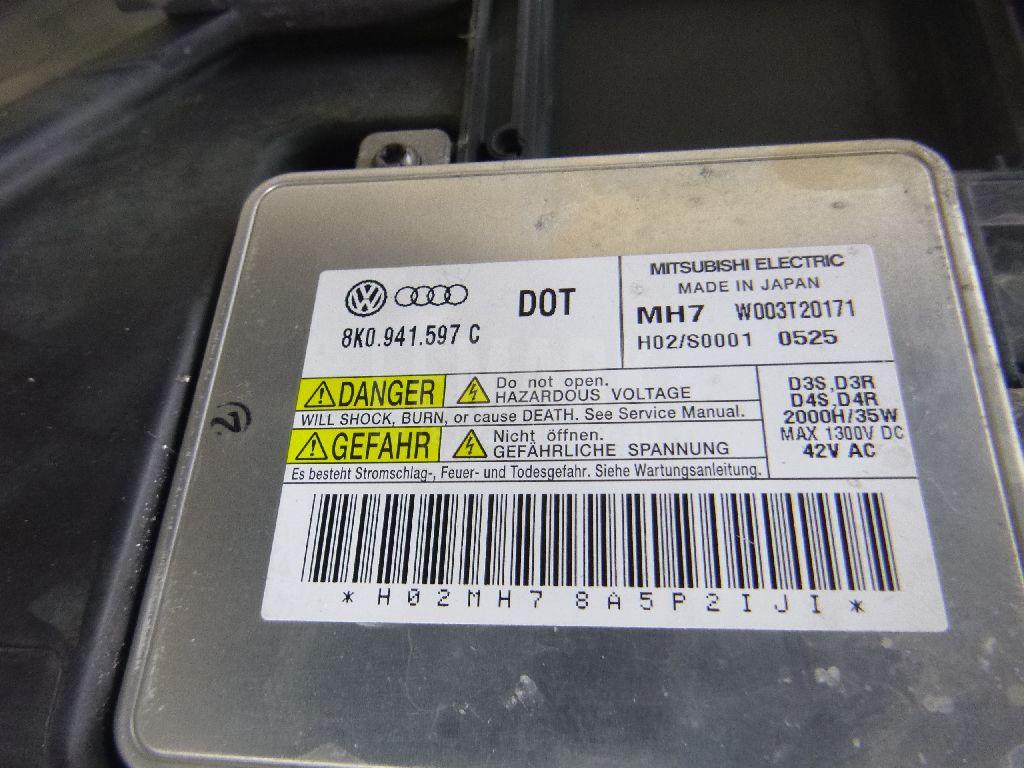 DOT
8K0.941.597 C
MITSUBISHI ELECTRIC
MADE IN JAPAN
MH7 W003T20171
H02/S0001 0525
DANGER
Do not open.
HAZARDOUS VOLTAGE
WILL SHOCK, BURN, or cause DEATH. See Service Manual.
GEFAHR
Nicht öffnen.
GEFÄHRLICHE SPANNUNG
Es besteht Stromschlag-, Feuer- und Todesgefahr. Siehe Wartungsanleitung.
D3S,D3R
D4S,D4R
2000H/35W
MAX 1300V DC
42V AC
*H02MH78A5P2IJI*